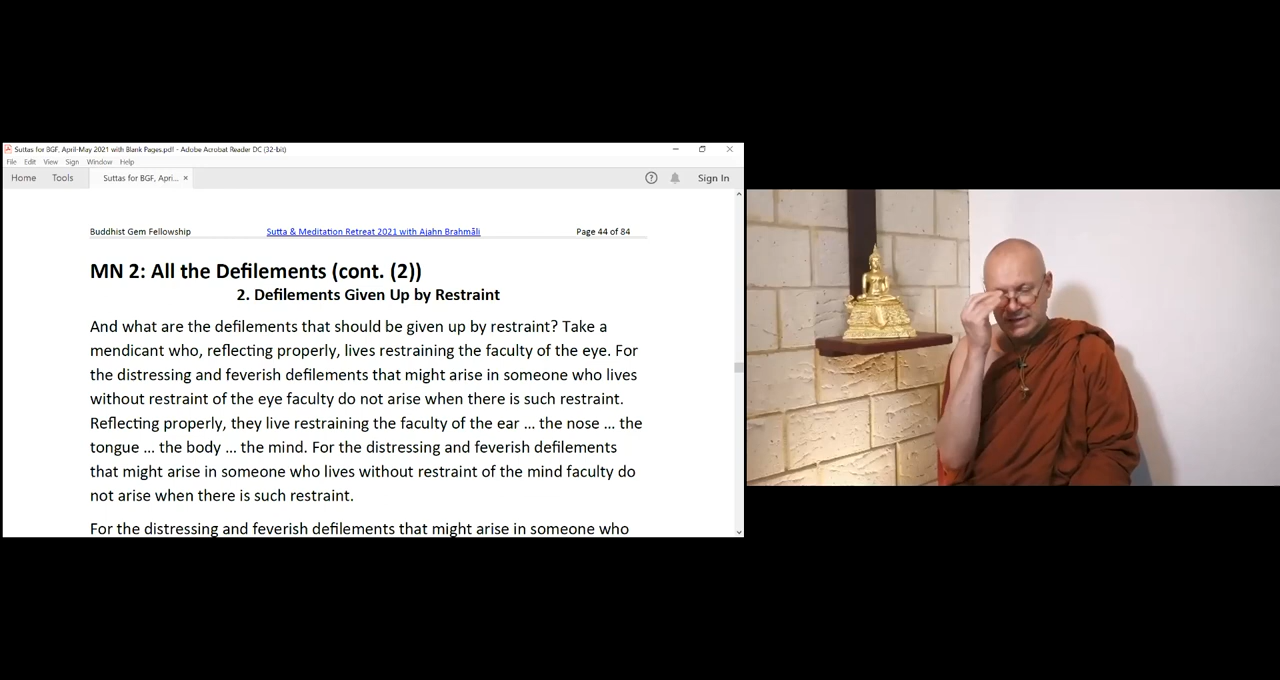 Suttas for BGF, April-May 2021 with Blank Pages.pdf - Adobe Acrobat Reader DC (32-bit)
File Edit View Sign Window Help
Home Tools Suttas for BGF, Apri... × Sign In
Buddhist Gem Fellowship Sutta & Meditation Retreat 2021 with Ajahn Brahmāli Page 44 of 84
MN 2: All the Defilements (cont. (2))
2. Defilements Given Up by Restraint
And what are the defilements that should be given up by restraint? Take a
mendicant who, reflecting properly, lives restraining the faculty of the eye. For
the distressing and feverish defilements that might arise in someone who lives
without restraint of the eye faculty do not arise when there is such restraint.
Reflecting properly, they live restraining the faculty of the ear … the nose … the
tongue … the body … the mind. For the distressing and feverish defilements
that might arise in someone who lives without restraint of the mind faculty do
not arise when there is such restraint.
For the distressing and feverish defilements that might arise in someone who